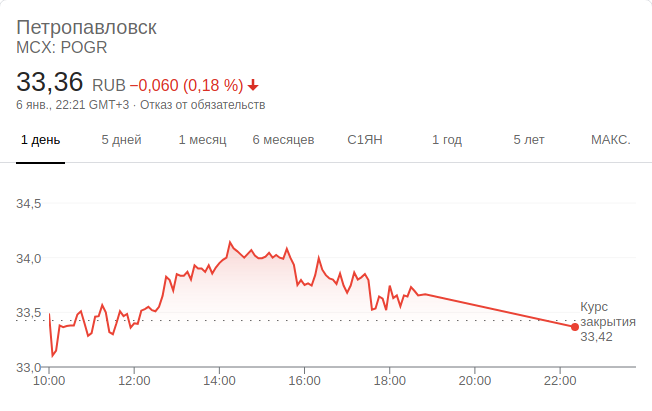 Петропавловск
MCX: POGR
33,36 RUB −0,060 (0,18 %)
6 янв., 22:21 GMT+3 · Отказ от обязательств
1 день 5 дней 1 месяц 6 месяцев С1ЯН 1 год 5 лет МАКС.
34,5
34,0
33,5
33,0
Курс
закрытия
33,42
10:00 12:00 14:00 16:00 18:00 20:00 22:00